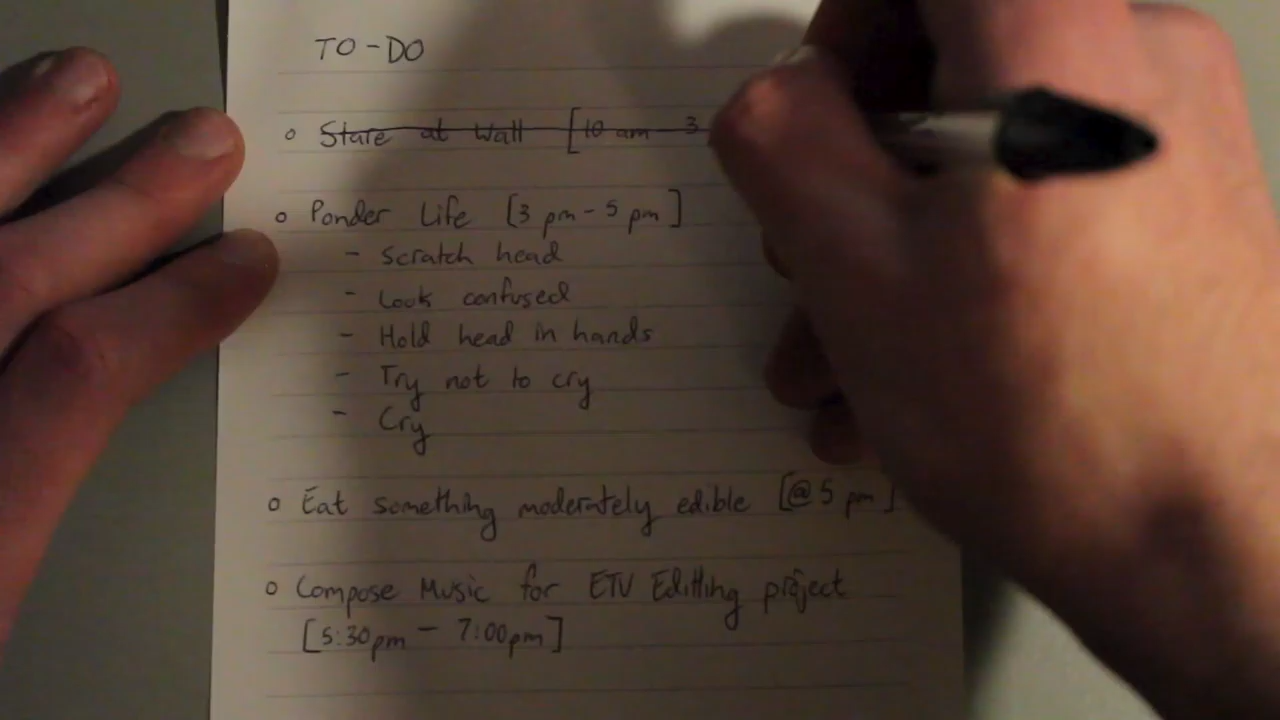 TO-DO
o Stare at Wall [10 am - 3
o Ponder Life [3 pm - 5 pm]
- Scratch head
- Look confused
- Hold head in hands
- Try not to cry
- Cry
o Eat something moderately edible [@ 5 pm]
o Compose Music for ETV Editting project
[5:30pm - 7:00pm]